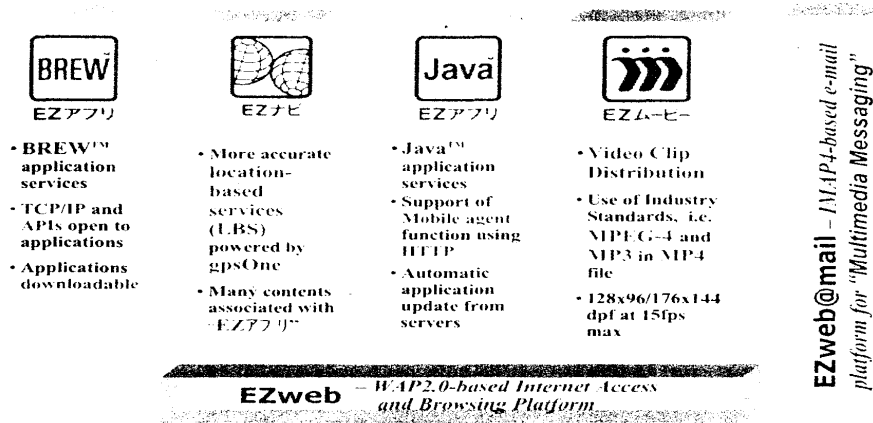 BREW™
EZアプリ
• BREW™
application
services
• TCP/IP and
APIs open to
applications
• Applications
downloadable
EZナビ
• More accurate
location-
based
services
(LBS)
powered by
gpsOne
• Many contents
associated with
"EZアプリ"
Java™
EZアプリ
• Java™
application
services
• Support of
Mobile agent
function using
HTTP
• Automatic
application
update from
servers
EZムービー
• Video Clip
Distribution
• Use of Industry
Standards, i.e.
MPEG-4 and
MP3 in MP4
file
• 128x96/176x144
dpf at 15fps
max
EZweb – WAP2.0-based Internet Access
and Browsing Platform
EZweb@mail – IMAP4-based e-mail
platform for "Multimedia Messaging"